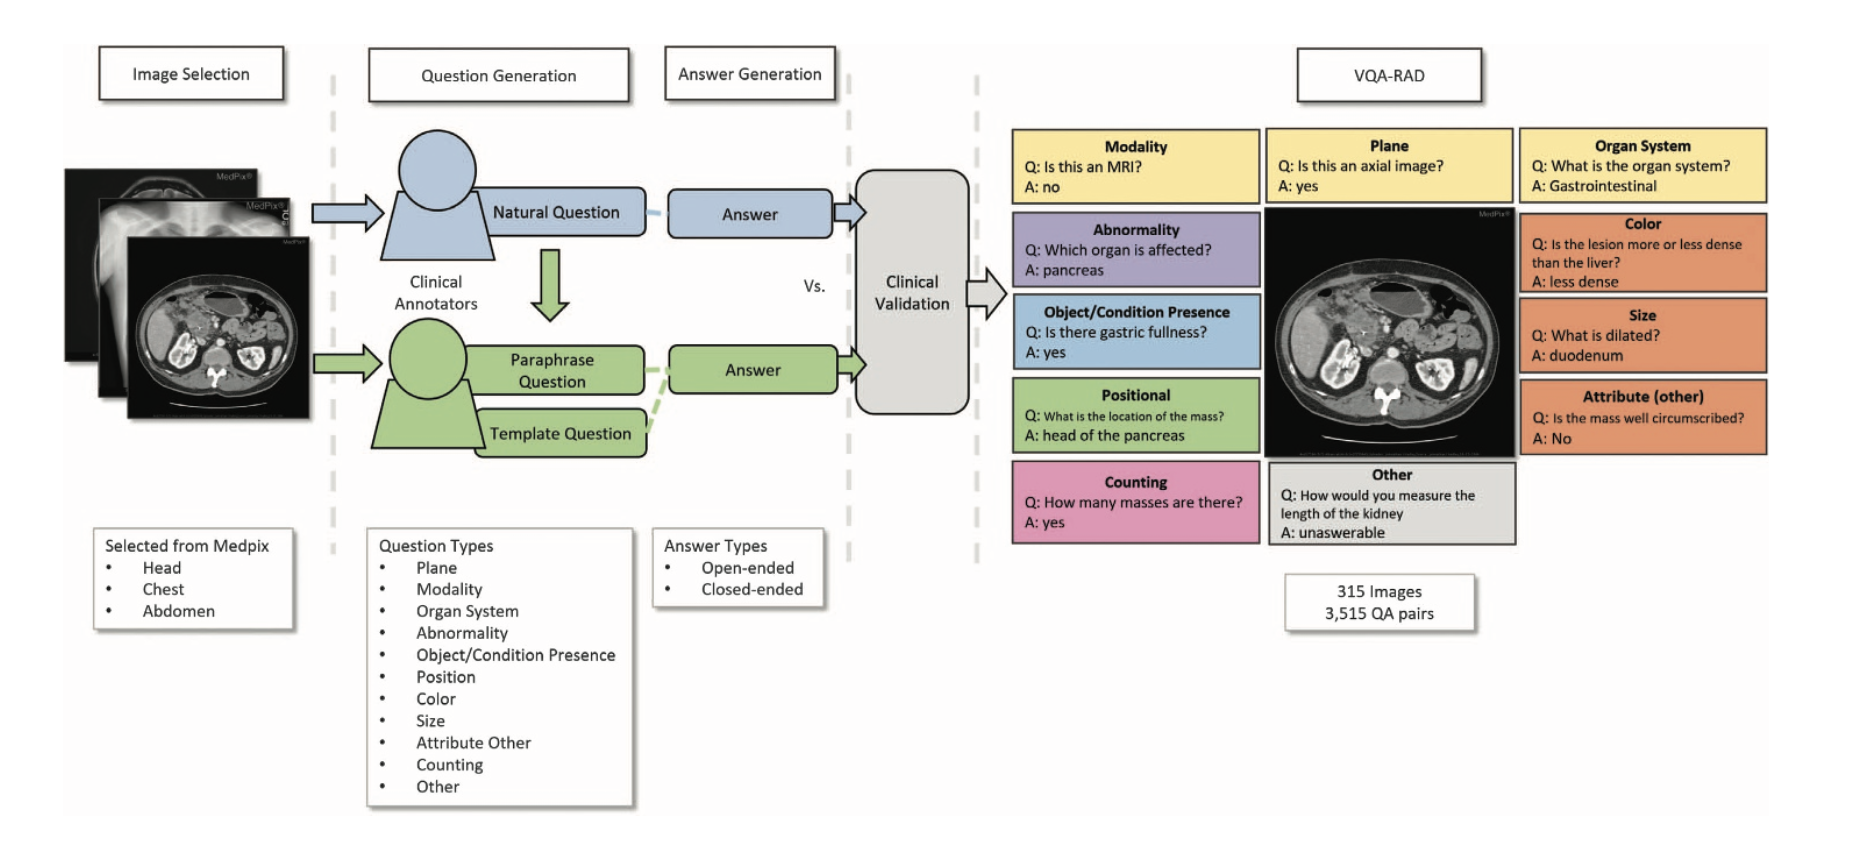 Image Selection
Question Generation
Answer Generation
VQA-RAD
MedPix®
MedPix®
MedPix®
Natural Question
Answer
Clinical
Annotators
Vs.
Paraphrase
Question
Template Question
Answer
Clinical
Validation
Selected from Medpix
• Head
• Chest
• Abdomen
Question Types
• Plane
• Modality
• Organ System
• Abnormality
• Object/Condition Presence
• Position
• Color
• Size
• Attribute Other
• Counting
• Other
Answer Types
• Open-ended
• Closed-ended
Modality
Q: Is this an MRI?
A: no
Plane
Q: Is this an axial image?
A: yes
Organ System
Q: What is the organ system?
A: Gastrointestinal
Abnormality
Q: Which organ is affected?
A: pancreas
MedPix®
Color
Q: Is the lesion more or less dense
than the liver?
A: less dense
Object/Condition Presence
Q: Is there gastric fullness?
A: yes
Size
Q: What is dilated?
A: duodenum
Positional
Q: What is the location of the mass?
A: head of the pancreas
Attribute (other)
Q: Is the mass well circumscribed?
A: No
Counting
Q: How many masses are there?
A: yes
Other
Q: How would you measure the
length of the kidney
A: unaswerable
315 Images
3,515 QA pairs